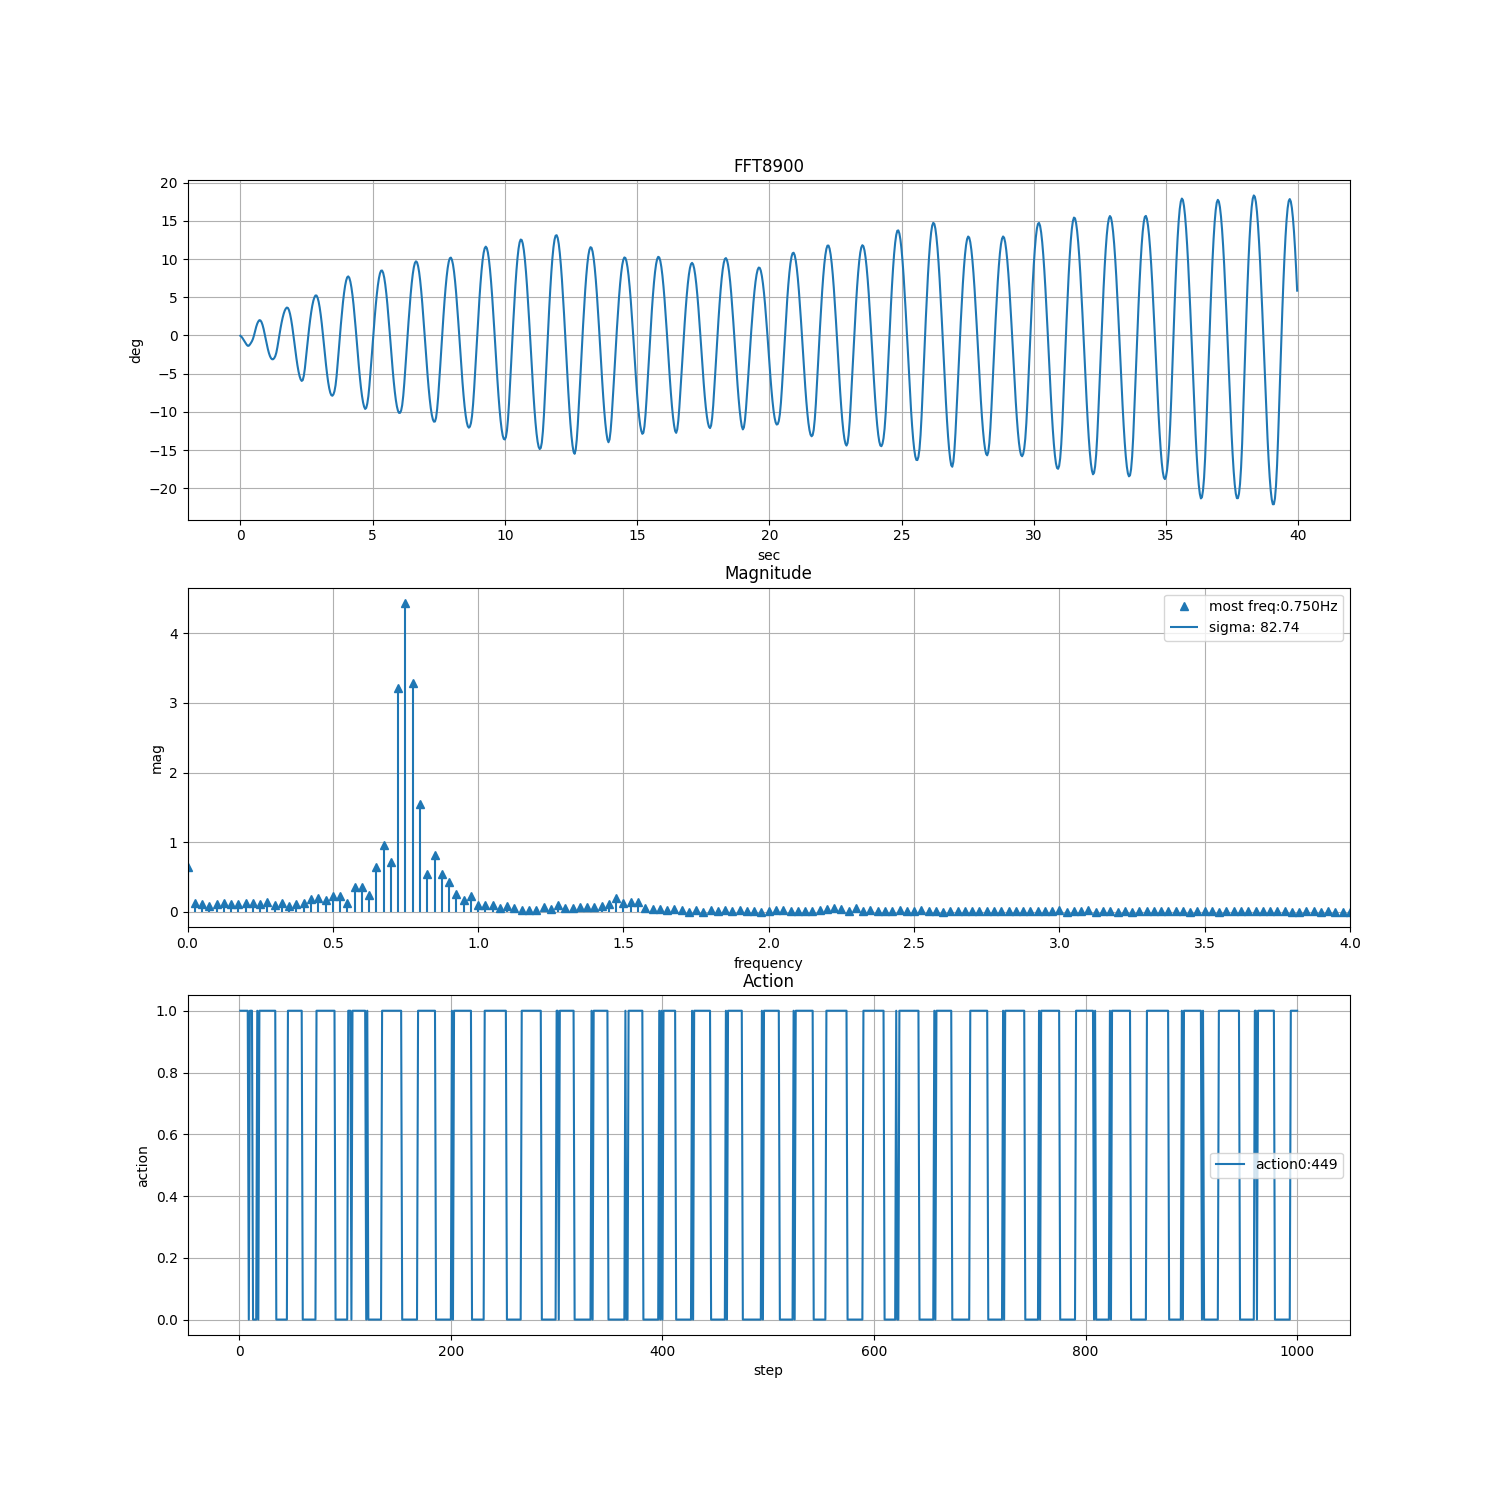 FFT8900
20
15
10
5
0
−5
−10
−15
−20
deg
0 5 10 15 20 25 30 35 40
sec
Magnitude
4
3
2
1
0
mag
most freq:0.750Hz
sigma: 82.74
0.0 0.5 1.0 1.5 2.0 2.5 3.0 3.5 4.0
frequency
Action
1.0
0.8
0.6
0.4
0.2
0.0
action
action0:449
0 200 400 600 800 1000
step